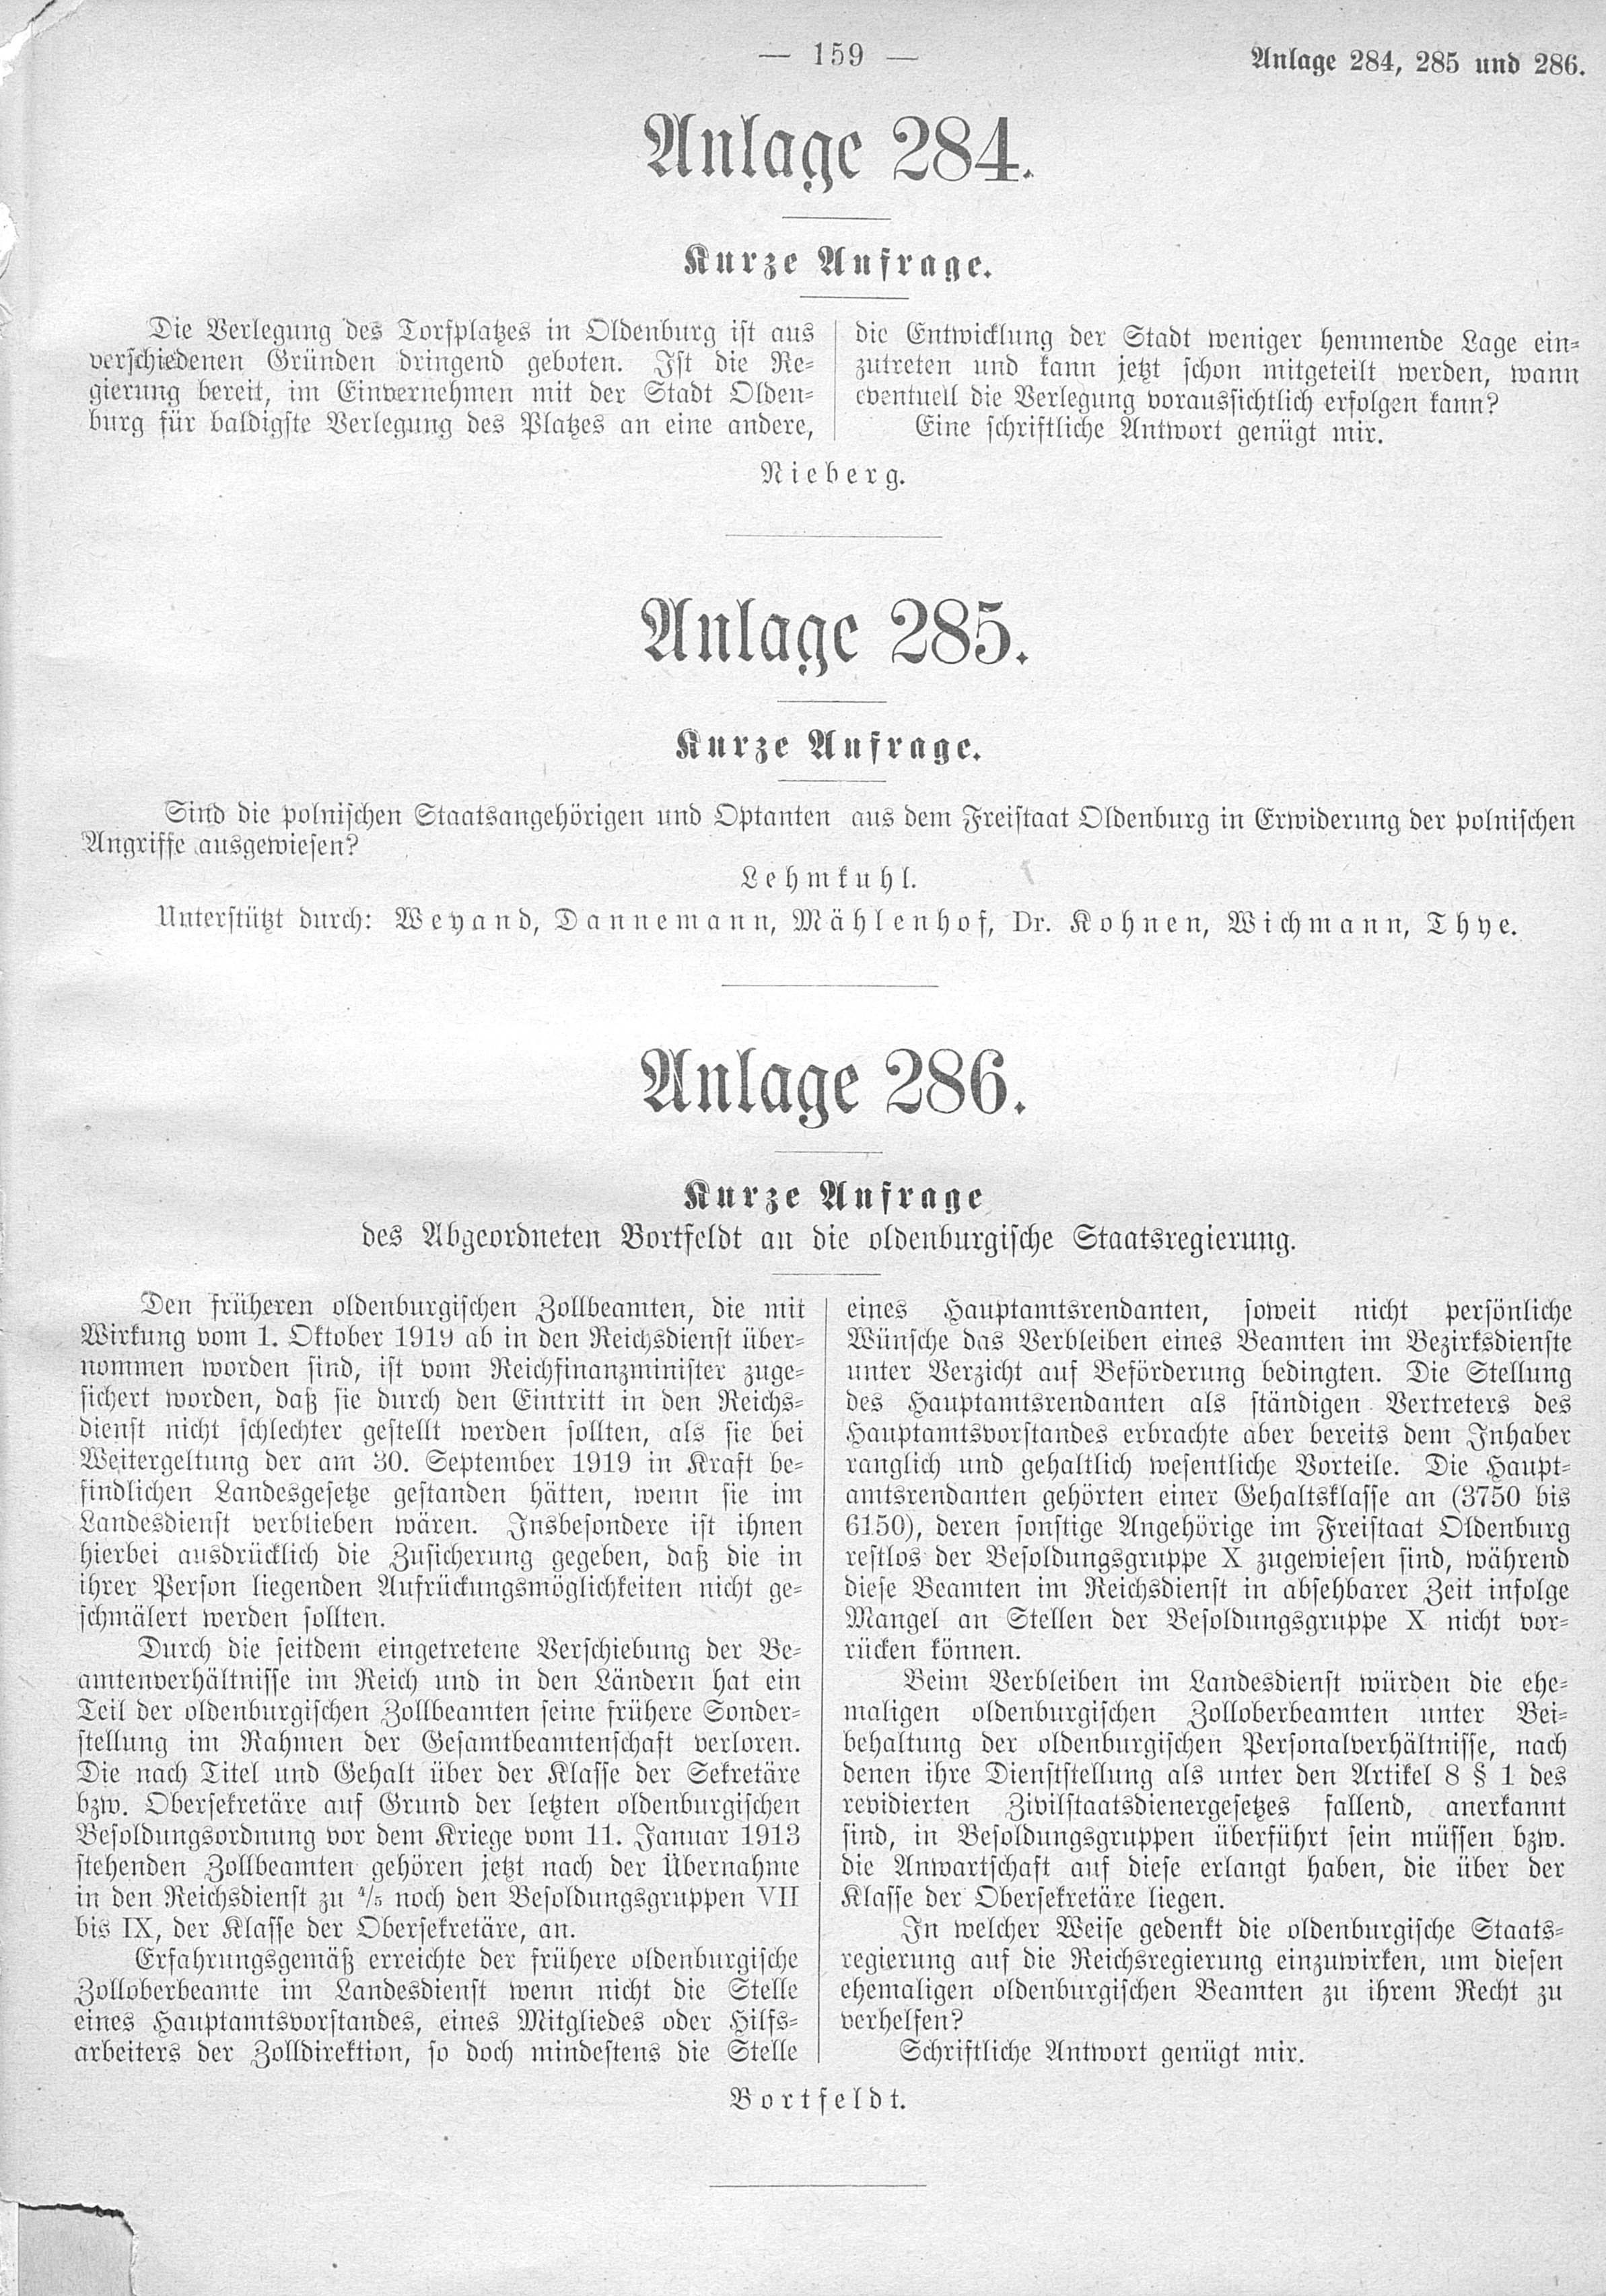 — 159 —
Anlage 284, 285 und 286.
Anlage 284.
Kurze Anfrage.
Die Verlegung des Torfplatzes in Oldenburg ist aus
verschiedenen Gründen dringend geboten. Ist die Re-
gierung bereit, im Einvernehmen mit der Stadt Olden-
burg für baldigste Verlegung des Platzes an eine andere,
die Entwicklung der Stadt weniger hemmende Lage ein-
zutreten und kann jetzt schon mitgeteilt werden, wann
eventuell die Verlegung voraussichtlich erfolgen kann?
Eine schriftliche Antwort genügt mir.
Nieberg.
Anlage 285.
Kurze Anfrage.
Sind die polnischen Staatsangehörigen und Optanten aus dem Freistaat Oldenburg in Erwiderung der polnischen
Angriffe ausgewiesen?
Lehmkuhl.
Unterstützt durch: Weyand, Dannemann, Mählenhof, Dr. Kohnen, Wichmann, Thye.
Anlage 286.
Kurze Anfrage
des Abgeordneten Bortfeldt an die oldenburgische Staatsregierung.
Den früheren oldenburgischen Zollbeamten, die mit
Wirkung vom 1. Oktober 1919 ab in den Reichsdienst über-
nommen worden sind, ist vom Reichfinanzminister zuge-
sichert worden, daß sie durch den Eintritt in den Reichs-
dienst nicht schlechter gestellt werden sollten, als sie bei
Weitergeltung der am 30. September 1919 in Kraft be-
findlichen Landesgesetze gestanden hätten, wenn sie im
Landesdienst verblieben wären. Insbesondere ist ihnen
hierbei ausdrücklich die Zusicherung gegeben, daß die in
ihrer Person liegenden Aufrückungsmöglichkeiten nicht ge-
schmälert werden sollten.
Durch die seitdem eingetretene Verschiebung der Be-
amtenverhältnisse im Reich und in den Ländern hat ein
Teil der oldenburgischen Zollbeamten seine frühere Sonder-
stellung im Rahmen der Gesamtbeamtenschaft verloren.
Die nach Titel und Gehalt über der Klasse der Sekretäre
bzw. Obersekretäre auf Grund der letzten oldenburgischen
Besoldungsordnung vor dem Kriege vom 11. Januar 1913
stehenden Zollbeamten gehören jetzt nach der Übernahme
in den Reichsdienst zu 4/5 noch den Besoldungsgruppen VII
bis IX, der Klasse der Obersekretäre, an.
Erfahrungsgemäß erreichte der frühere oldenburgische
Zolloberbeamte im Landesdienst wenn nicht die Stelle
eines Hauptamtsvorstandes, eines Mitgliedes oder Hilfs-
arbeiters der Zolldirektion, so doch mindestens die Stelle
eines Hauptamtsrendanten, soweit nicht persönliche
Wünsche das Verbleiben eines Beamten im Bezirksdienste
unter Verzicht auf Beförderung bedingten. Die Stellung
des Hauptamtsrendanten als ständigen Vertreters des
Hauptamtsvorstandes erbrachte aber bereits dem Inhaber
ranglich und gehaltlich wesentliche Vorteile. Die Haupt-
amtsrendanten gehörten einer Gehaltsklasse an (3750 bis
6150), deren sonstige Angehörige im Freistaat Oldenburg
restlos der Besoldungsgruppe X zugewiesen sind, während
diese Beamten im Reichsdienst in absehbarer Zeit infolge
Mangel an Stellen der Besoldungsgruppe X nicht vor-
rücken können.
Beim Verbleiben im Landesdienst würden die ehe-
maligen oldenburgischen Zolloberbeamten unter Bei-
behaltung der oldenburgischen Personalverhältnisse, nach
denen ihre Dienststellung als unter den Artikel 8 § 1 des
revidierten Zivilstaatsdienergesetzes fallend, anerkannt
sind, in Besoldungsgruppen überführt sein müssen bzw.
die Anwartschaft auf diese erlangt haben, die über der
Klasse der Obersekretäre liegen.
In welcher Weise gedenkt die oldenburgische Staats-
regierung auf die Reichsregierung einzuwirken, um diesen
ehemaligen oldenburgischen Beamten zu ihrem Recht zu
verhelfen?
Schriftliche Antwort genügt mir.
Bortfeldt.